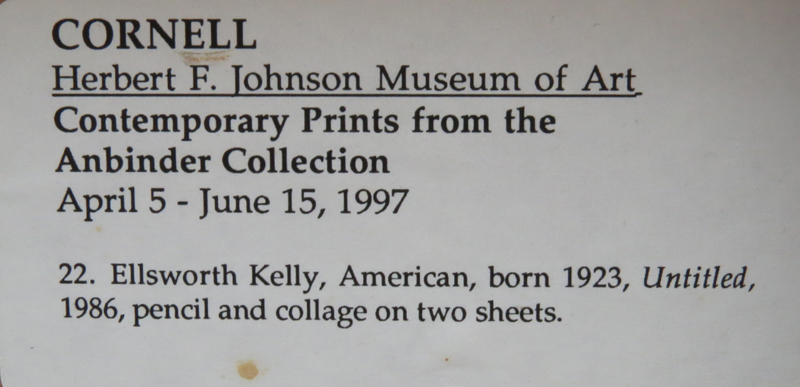 CORNELL
Herbert F. Johnson Museum of Art
Contemporary Prints from the
Anbinder Collection
April 5 - June 15, 1997
22. Ellsworth Kelly, American, born 1923, Untitled,
1986, pencil and collage on two sheets.